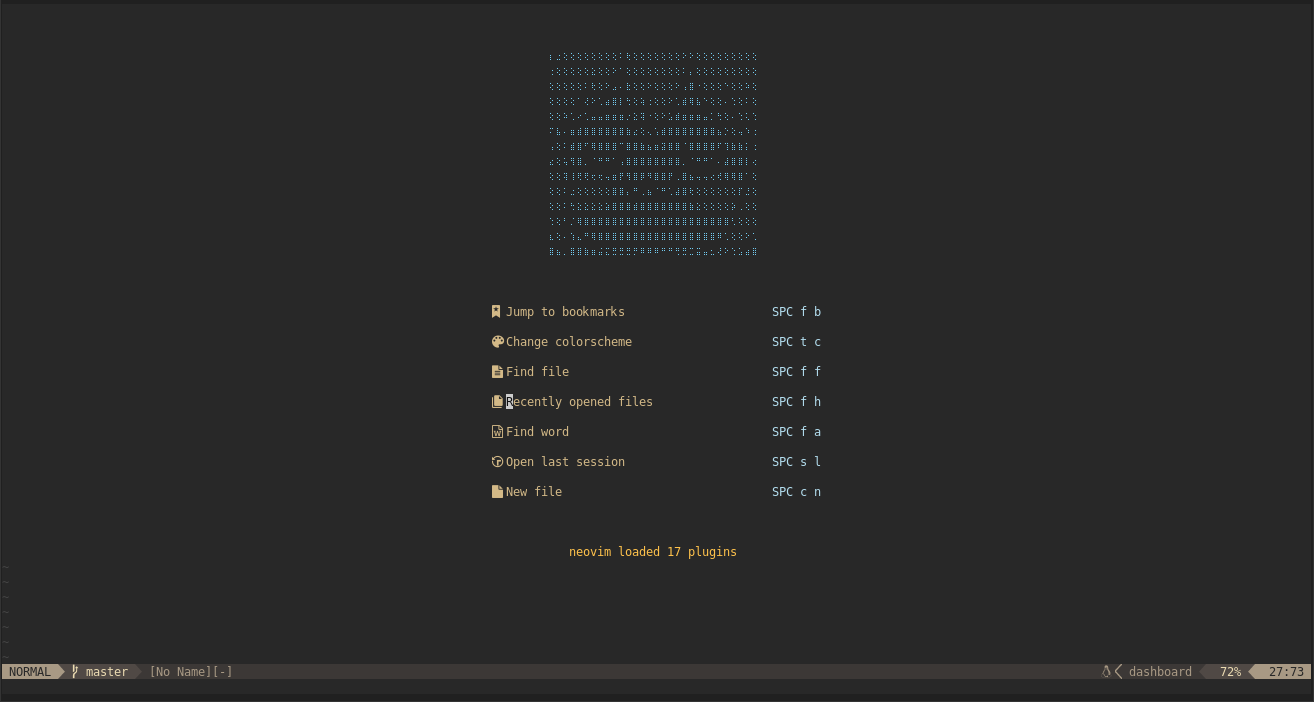 Jump to bookmarks SPC f b
Change colorscheme SPC t c
Find file SPC f f
Recently opened files SPC f h
Find word SPC f a
Open last session SPC s l
New file SPC c n
neovim loaded 17 plugins
~
~
~
~
~
~
~
NORMAL master [No Name][-] dashboard 72% 27:73